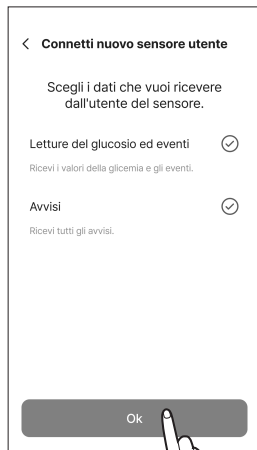 Connetti nuovo sensore utente
Scegli i dati che vuoi ricevere
dall'utente del sensore.
Letture del glucosio ed eventi
Ricevi i valori della glicemia e gli eventi.
Avvisi
Ricevi tutti gli avvisi.
Ok